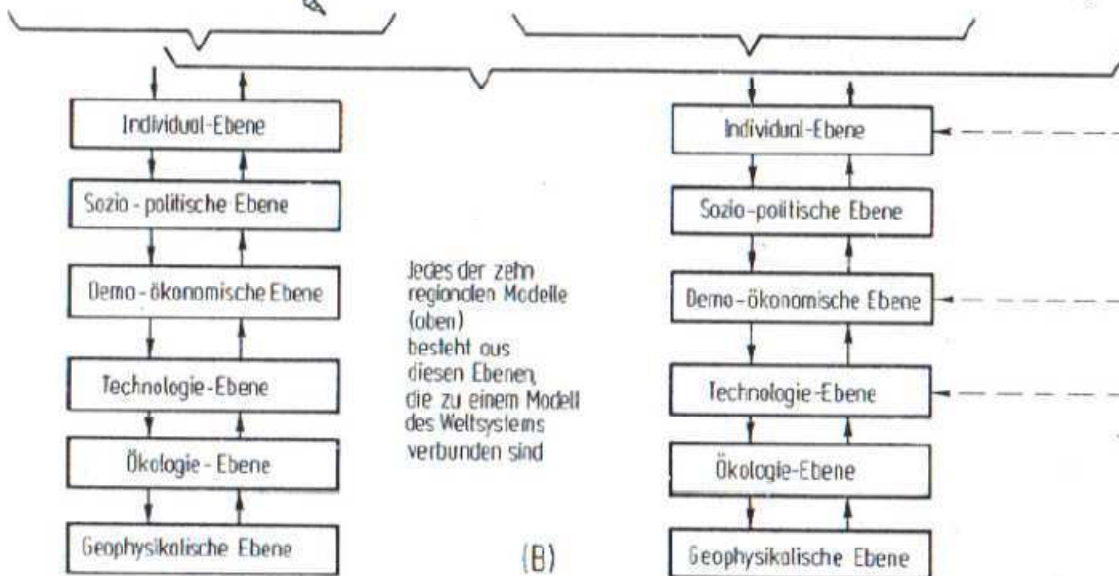 Individual-Ebene
Sozio-politische Ebene
Demo-ökonomische Ebene
Technologie-Ebene
Ökologie-Ebene
Geophysikalische Ebene
Jedes der zehn
regionalen Modelle
(oben)
besteht aus
diesen Ebenen,
die zu einem Modell
des Weltsystems
verbunden sind
(B)
Individual-Ebene
Sozio-politische Ebene
Demo-ökonomische Ebene
Technologie-Ebene
Ökologie-Ebene
Geophysikalische Ebene